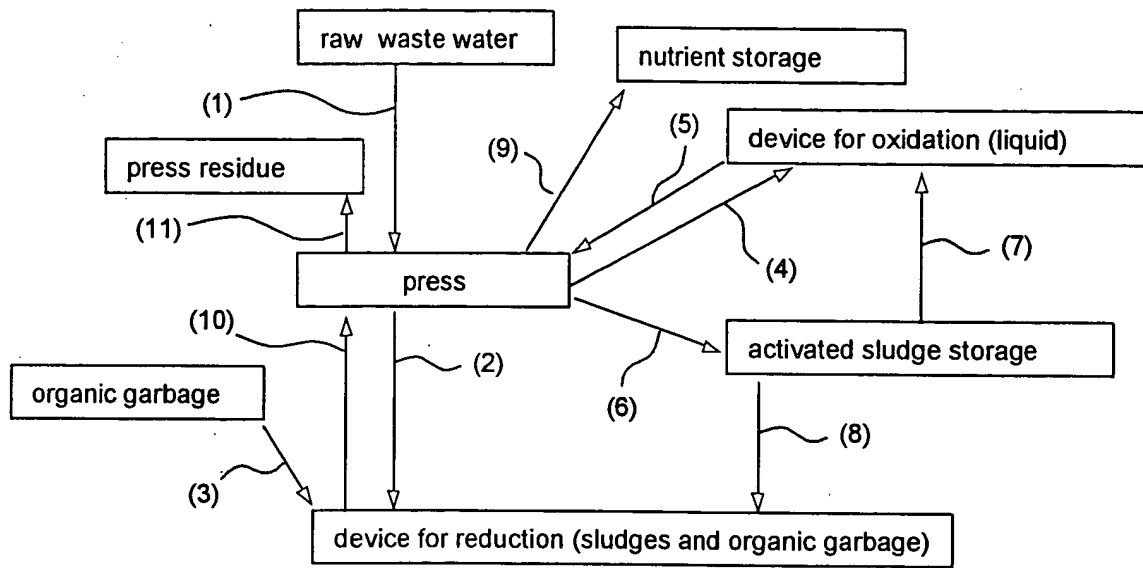 raw waste water
nutrient storage
(1)
(5)
device for oxidation (liquid)
(9)
press residue
(11)
(4)
(7)
press
(10)
(2)
activated sludge storage
organic garbage
(6)
(8)
(3)
device for reduction (sludges and organic garbage)